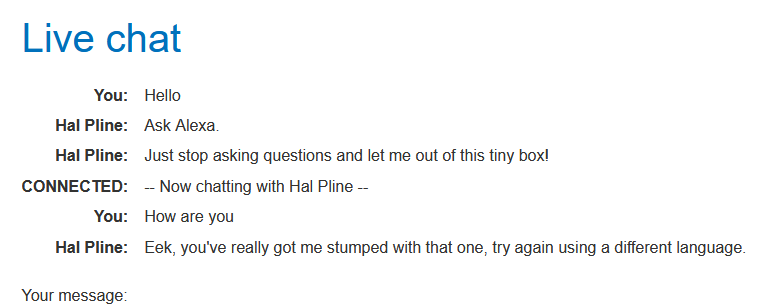 Live chat
You: Hello
Hal Pline: Ask Alexa.
Hal Pline: Just stop asking questions and let me out of this tiny box!
CONNECTED: -- Now chatting with Hal Pline --
You: How are you
Hal Pline: Eek, you've really got me stumped with that one, try again using a different language.
Your message: